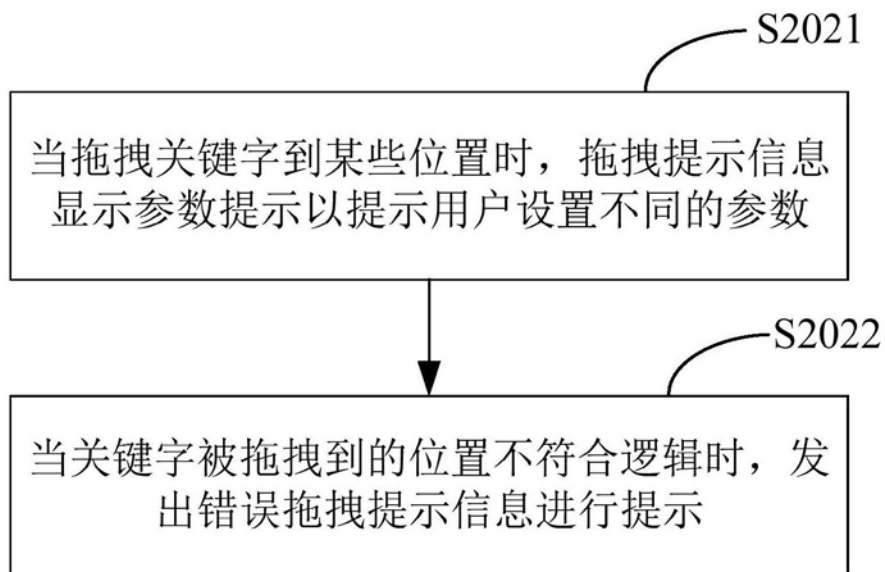 S2021
当拖拽关键字到某些位置时，拖拽提示信息
显示参数提示以提示用户设置不同的参数
S2022
当关键字被拖拽到的位置不符合逻辑时，发
出错误拖拽提示信息进行提示